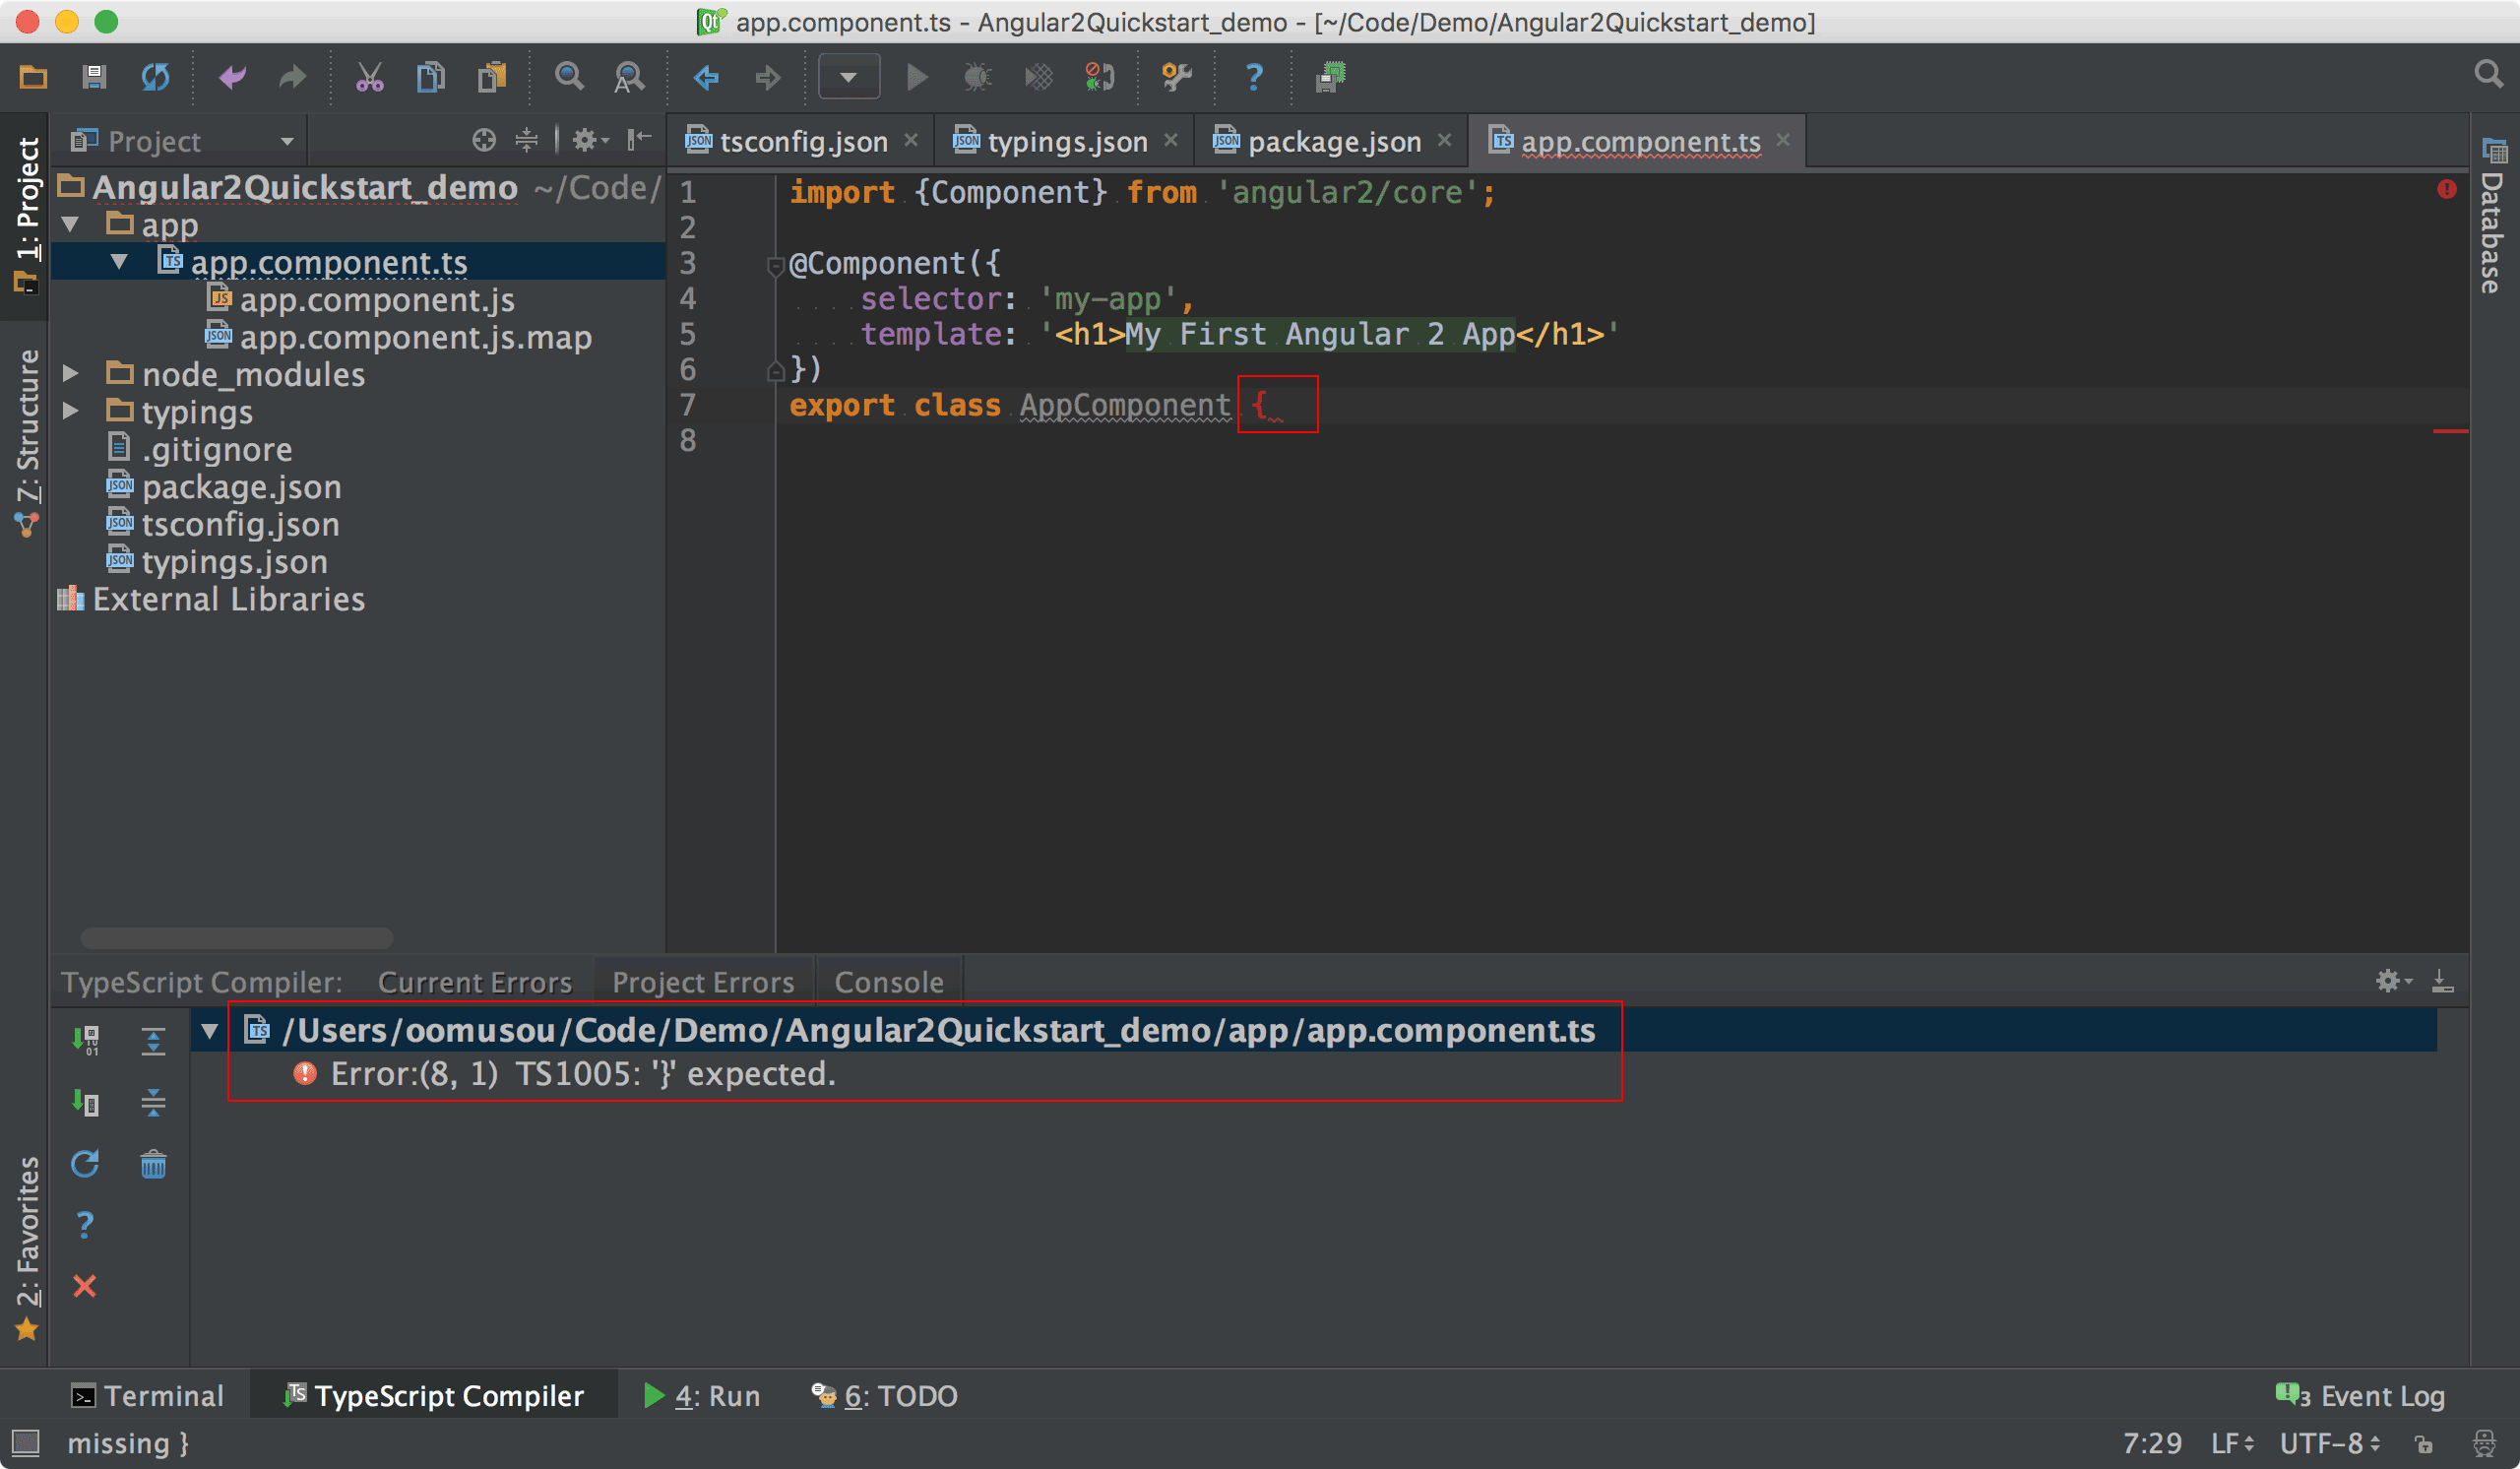 app.component.ts - Angular2Quickstart_demo - [~/Code/Demo/Angular2Quickstart_demo]
Project
tsconfig.json
typings.json
package.json
app.component.ts
1: Project
7: Structure
2: Favorites
Database
Angular2Quickstart_demo ~/Code/
app
app.component.ts
app.component.js
app.component.js.map
node_modules
typings
.gitignore
package.json
tsconfig.json
typings.json
External Libraries
1 import {Component} from 'angular2/core';
2
3 @Component({
4 selector: 'my-app',
5 template: '<h1>My First Angular 2 App</h1>'
6 })
7 export class AppComponent {
8
TypeScript Compiler: Current Errors Project Errors Console
/Users/oomusou/Code/Demo/Angular2Quickstart_demo/app/app.component.ts
Error:(8, 1) TS1005: '}' expected.
Terminal TypeScript Compiler 4: Run 6: TODO 3 Event Log
missing } 7:29 LF UTF-8